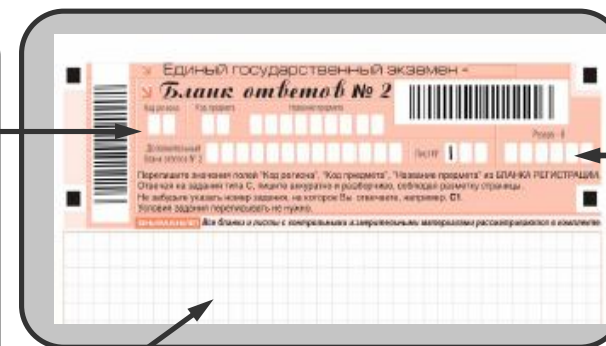 Единый государственный экзамен -
Бланк ответов № 2
Код региона Код предмета Название предмета
Резерв - 8
Дополнительный
бланк ответов № 2
Лист № 1
Перепишите значения полей "Код региона", "Код предмета", "Название предмета" из БЛАНКА РЕГИСТРАЦИИ.
Отвечая на задания типа С, пишите аккуратно и разборчиво, соблюдая разметку страницы.
Не забудьте указать номер задания, на которое Вы отвечаете, например, С1.
Условия задания переписывать не нужно.
ВНИМАНИЕ! Все бланки и листы с контрольными измерительными материалами рассматриваются в комплекте